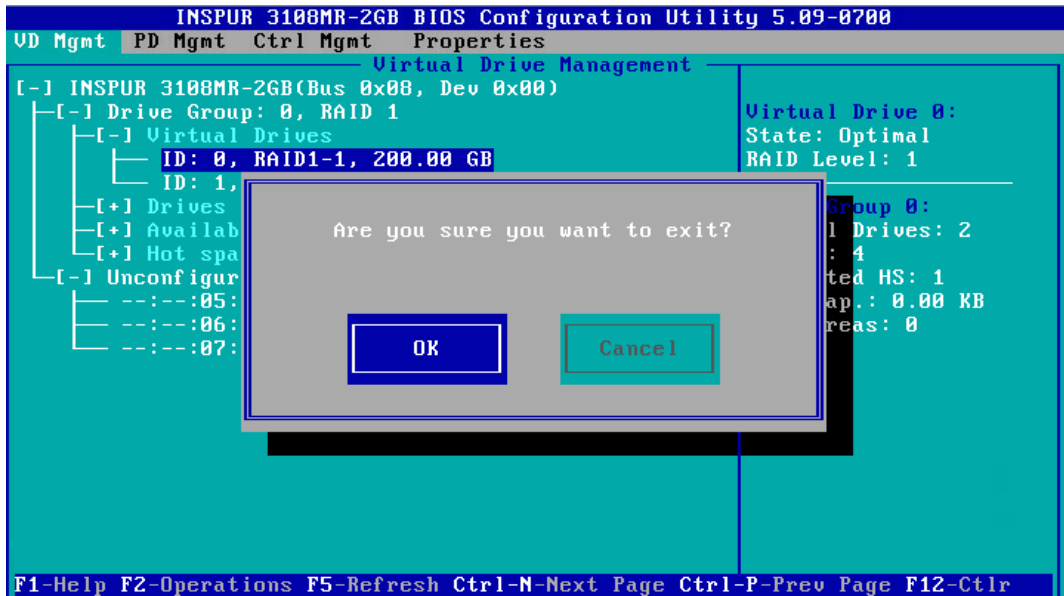 INSPUR 3108MR-2GB BIOS Configuration Utility 5.09-0700
VD Mgmt PD Mgmt Ctrl Mgmt Properties
Virtual Drive Management
[-] INSPUR 3108MR-2GB(Bus 0x08, Dev 0x00)
[-] Drive Group: 0, RAID 1
[-] Virtual Drives
ID: 0, RAID1-1, 200.00 GB
ID: 1,
[+] Drives
[+] Availab
[+] Hot spa
[-] Unconfigur
--:--:05:
--:--:06:
--:--:07:
Virtual Drive 0:
State: Optimal
RAID Level: 1
Group 0:
l Drives: 2
: 4
ted HS: 1
ap.: 0.00 KB
reas: 0
Are you sure you want to exit?
OK
Cancel
F1-Help F2-Operations F5-Refresh Ctrl-N-Next Page Ctrl-P-Prev Page F12-Ctlr